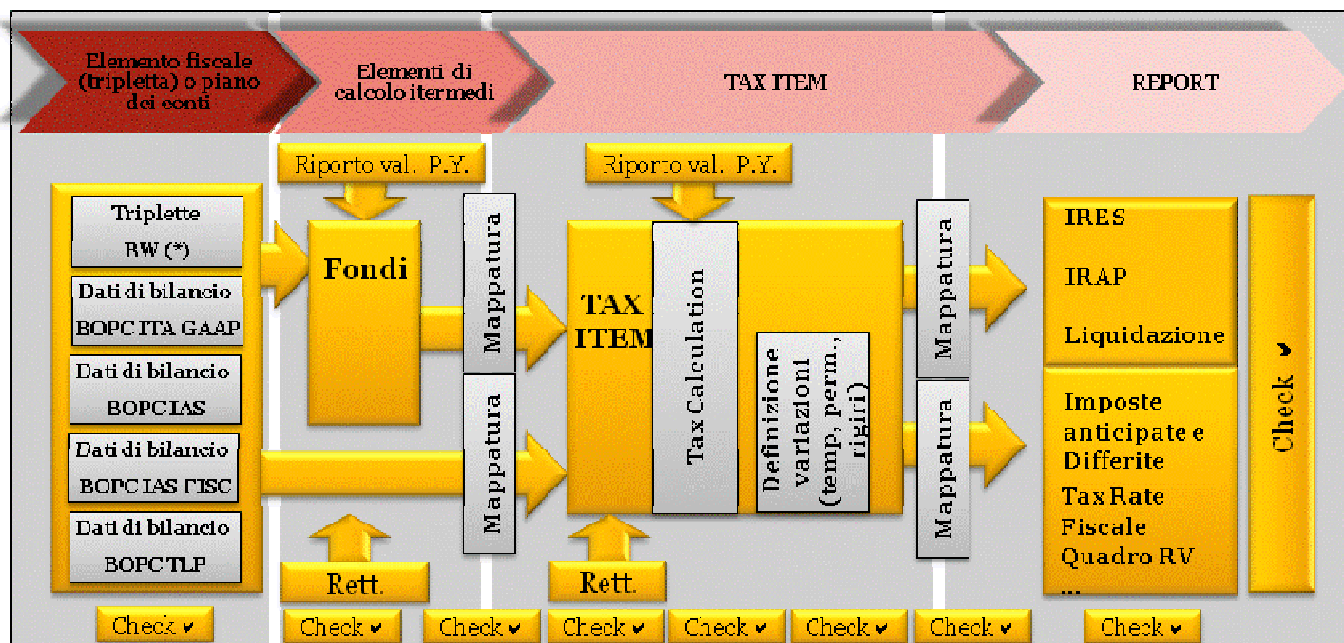 Elemento fiscale
(tripletta) o piano
dei conti
Elementi di
calcolo itermedi
TAX ITEM
REPORT
Riporto val. P.Y.
Riporto val. P.Y.
Triplette
RW (*)
Dati di bilancio
BOPC ITA GAAP
Dati di bilancio
BOPC IAS
Dati di bilancio
BOPC IAS FISC
Dati di bilancio
BOPC TLP
Fondi
Mappatura
Mappatura
TAX
ITEM
Tax Calculation
Definizione
variazioni
(temp, perm.,
rigiri)
Mappatura
Mappatura
IRES
IRAP
Liquidazione
Imposte
anticipate e
Differite
Tax Rate
Fiscale
Quadro RV
...
Check ✔
Rett.
Rett.
Check ✔
Check ✔
Check ✔
Check ✔
Check ✔
Check ✔
Check ✔
Check ✔